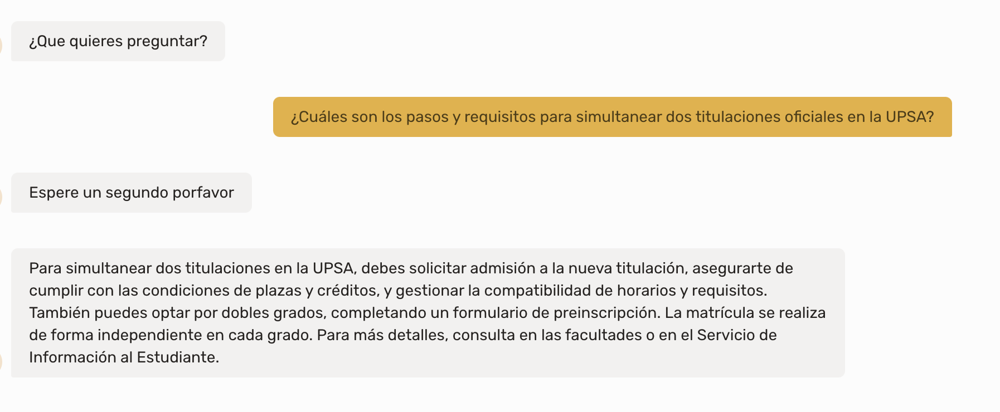 ¿Que quieres preguntar?
¿Cuáles son los pasos y requisitos para simultanear dos titulaciones oficiales en la UPSA?
Espere un segundo porfavor
Para simultanear dos titulaciones en la UPSA, debes solicitar admisión a la nueva titulación, asegurarte de
cumplir con las condiciones de plazas y créditos, y gestionar la compatibilidad de horarios y requisitos.
También puedes optar por dobles grados, completando un formulario de preinscripción. La matrícula se realiza
de forma independiente en cada grado. Para más detalles, consulta en las facultades o en el Servicio de
Información al Estudiante.